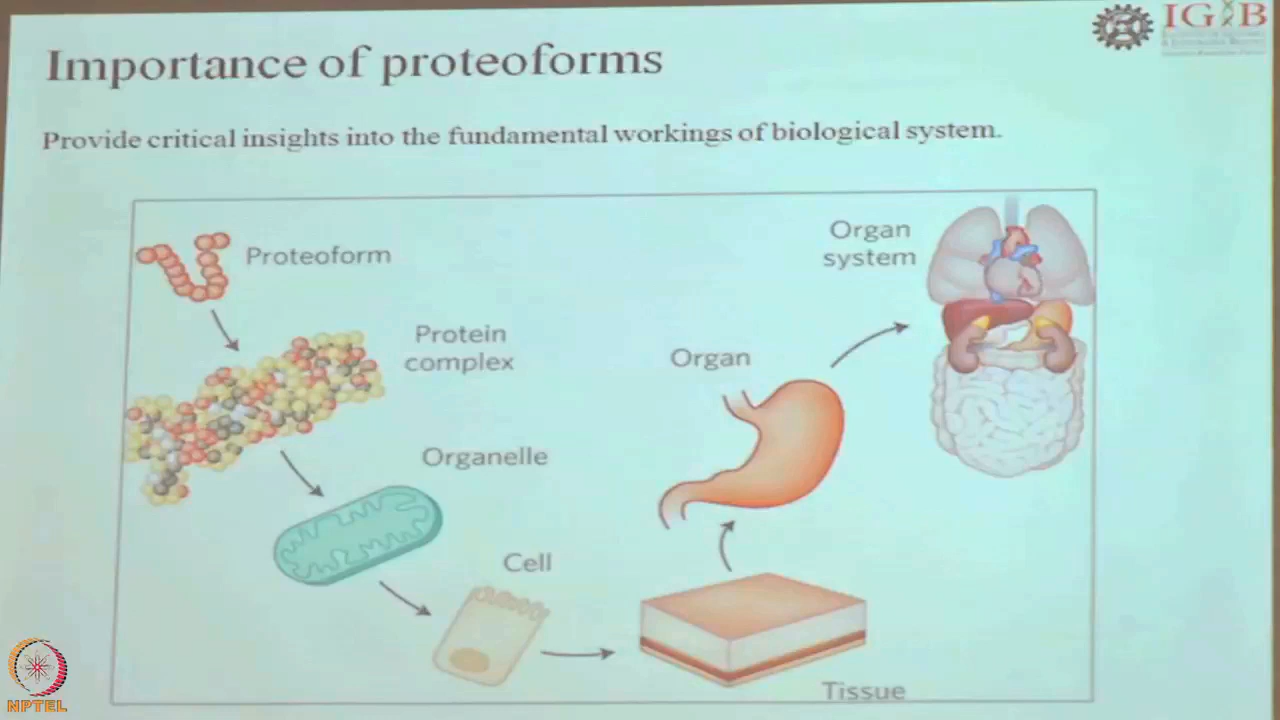 Importance of proteoforms
IGIB
Provide critical insights into the fundamental workings of biological system.
Proteoform
Protein
complex
Organelle
Cell
Tissue
Organ
Organ
system
NPTEL